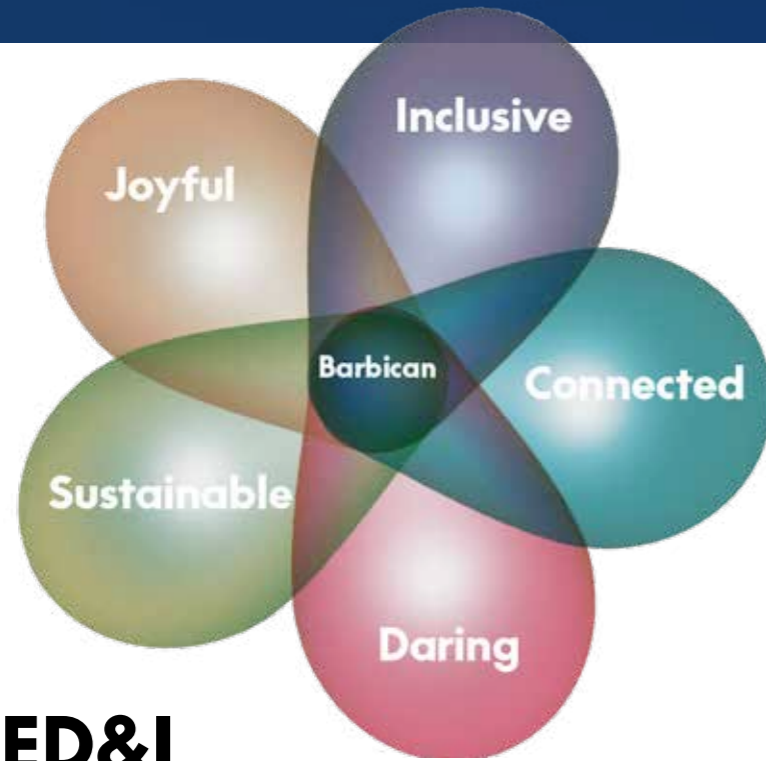 Inclusive
Joyful
Barbican
Connected
Sustainable
Daring
ED&I